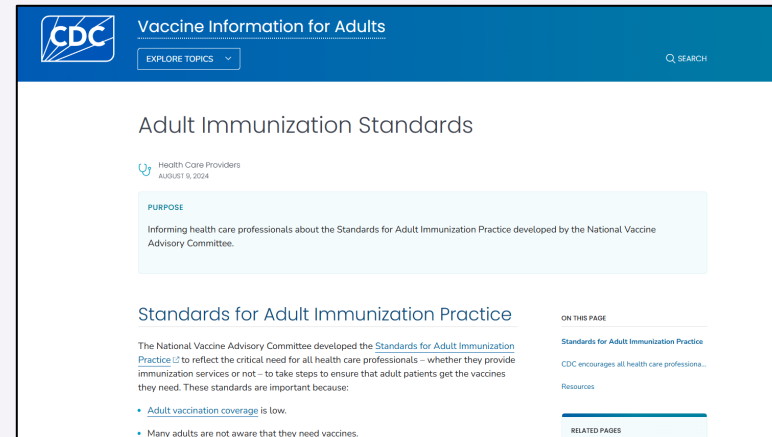 CDC
Vaccine Information for Adults
EXPLORE TOPICS
SEARCH
Adult Immunization Standards
Health Care Providers
AUGUST 9, 2024
PURPOSE
Informing health care professionals about the Standards for Adult Immunization Practice developed by the National Vaccine
Advisory Committee.
Standards for Adult Immunization Practice
The National Vaccine Advisory Committee developed the Standards for Adult Immunization
Practice to reflect the critical need for all health care professionals – whether they provide
immunization services or not – to take steps to ensure that adult patients get the vaccines
they need. These standards are important because:
• Adult vaccination coverage is low.
• Many adults are not aware that they need vaccines.
ON THIS PAGE
Standards for Adult Immunization Practice
CDC encourages all health care professiona...
Resources
RELATED PAGES